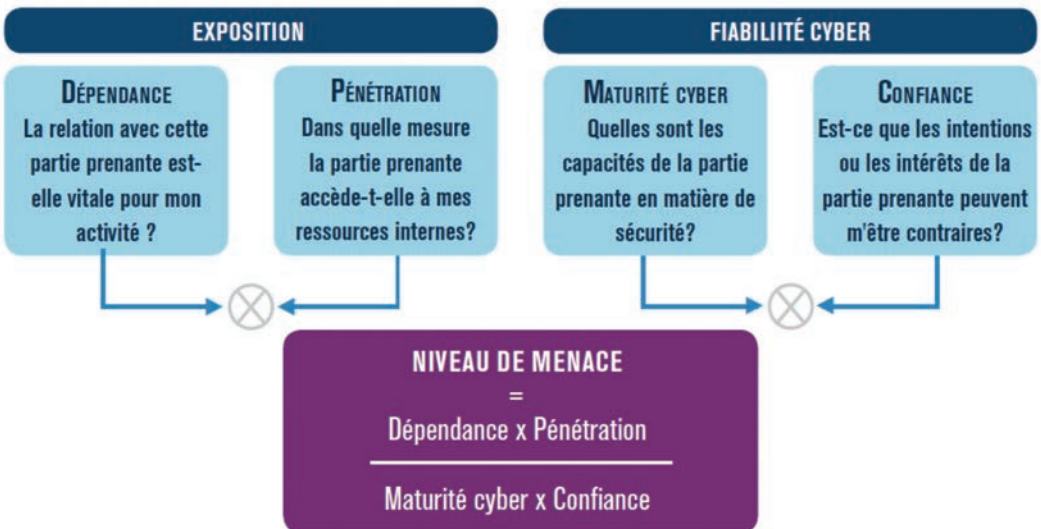 EXPOSITION
DÉPENDANCE
La relation avec cette
partie prenante est-
elle vitale pour mon
activité ?
PÉNÉTRATION
Dans quelle mesure
la partie prenante
accède-t-elle à mes
ressources internes?
FIABILIITÉ CYBER
MATURITÉ CYBER
Quelles sont les
capacités de la partie
prenante en matière de
sécurité?
CONFIANCE
Est-ce que les intentions
ou les intérêts de la
partie prenante peuvent
m'être contraires?
NIVEAU DE MENACE
=
Dépendance x Pénétration
Maturité cyber x Confiance